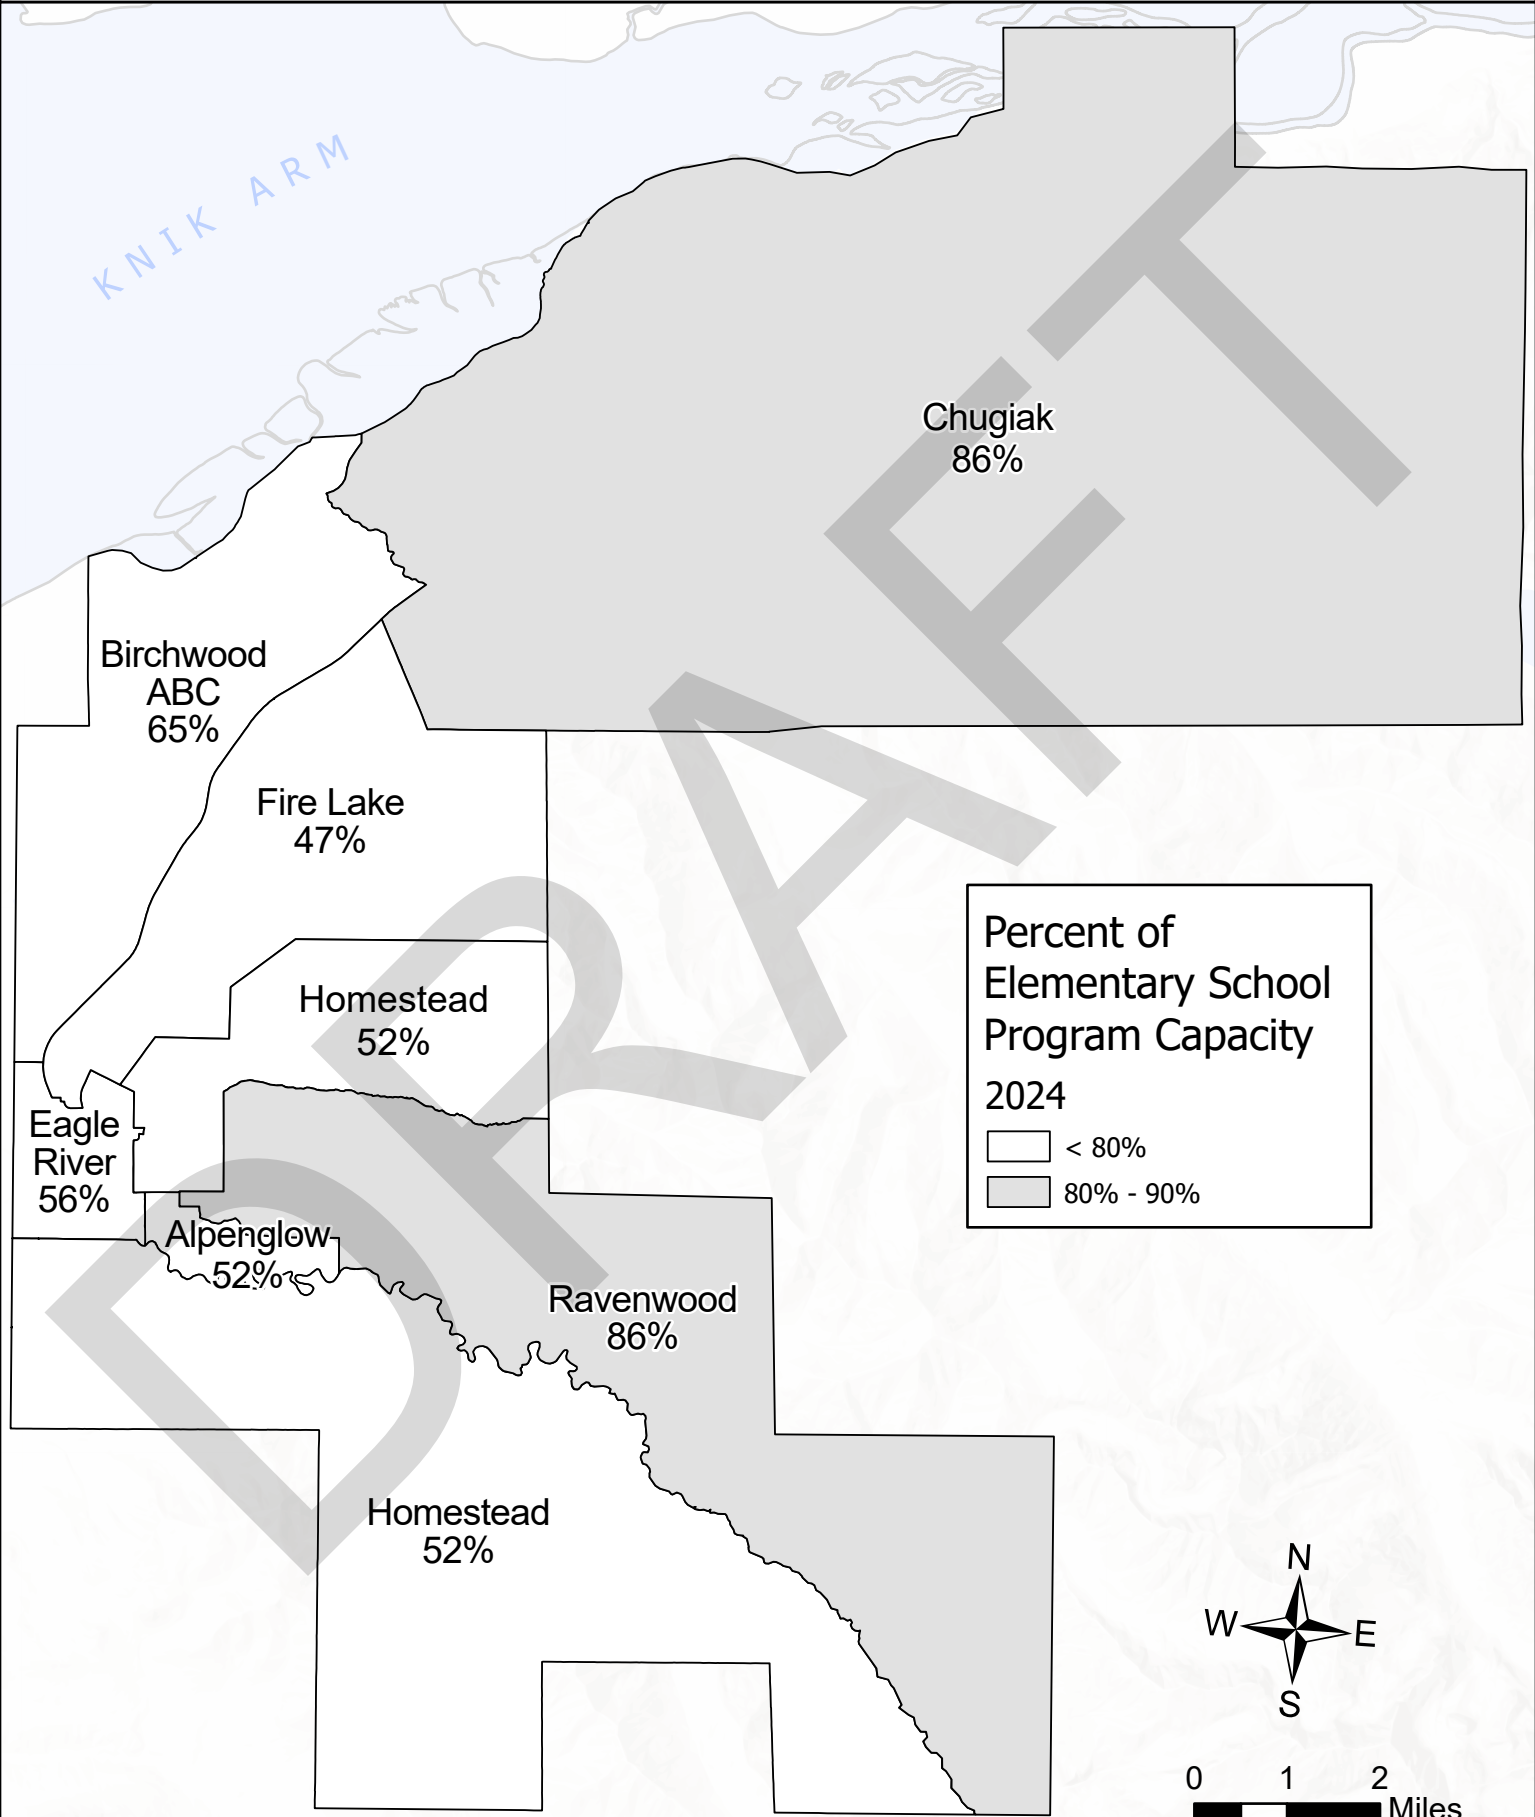 KNIK ARM
Chugiak
86%
Birchwood
ABC
65%
Fire Lake
47%
Homestead
52%
Eagle
River
56%
Alpenglow
52%
Ravenwood
86%
Homestead
52%
Percent of
Elementary School
Program Capacity
2024
< 80%
80% - 90%
N
W
E
S
0 1 2
Miles
DRAFT